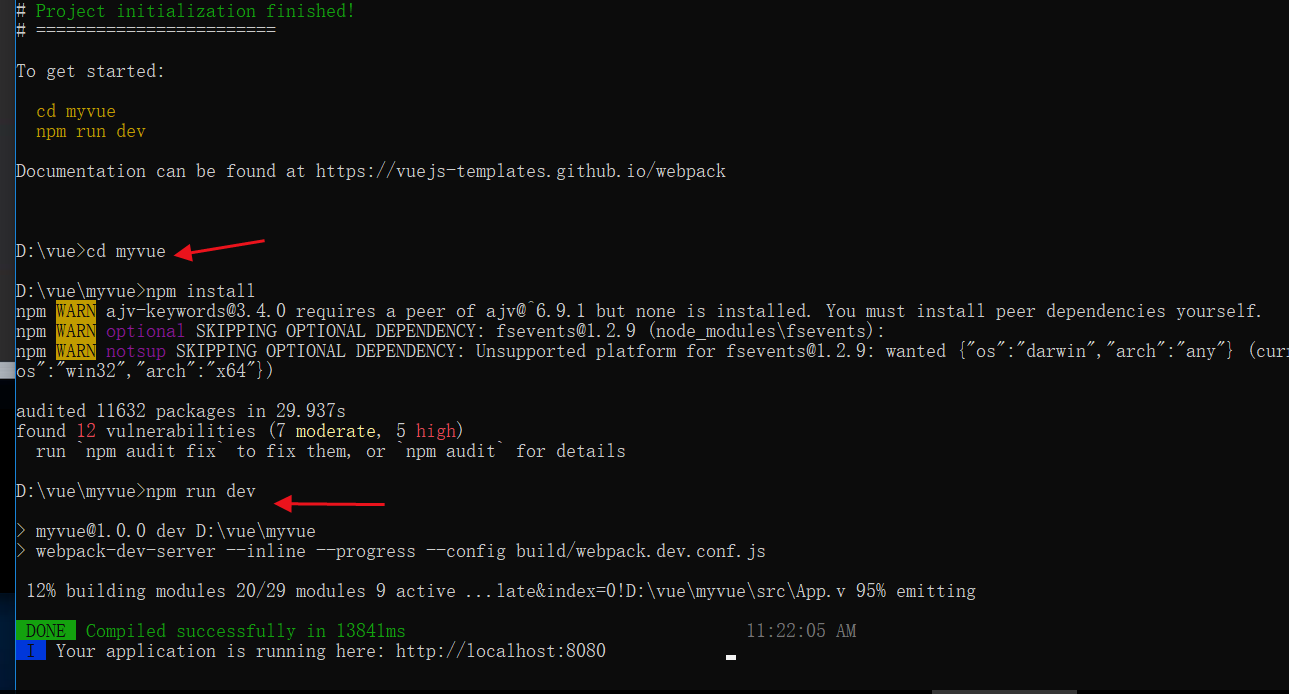 # Project initialization finished!
# ========================
To get started:
cd myvue
npm run dev
Documentation can be found at https://vuejs-templates.github.io/webpack
D:\vue>cd myvue
D:\vue\myvue>npm install
npm WARN ajv-keywords@3.4.0 requires a peer of ajv@^6.9.1 but none is installed. You must install peer dependencies yourself.
npm WARN optional SKIPPING OPTIONAL DEPENDENCY: fsevents@1.2.9 (node_modules\fsevents):
npm WARN notsup SKIPPING OPTIONAL DEPENDENCY: Unsupported platform for fsevents@1.2.9: wanted {"os":"darwin","arch":"any"} (curr
os":"win32","arch":"x64"})
audited 11632 packages in 29.937s
found 12 vulnerabilities (7 moderate, 5 high)
run `npm audit fix` to fix them, or `npm audit` for details
D:\vue\myvue>npm run dev
> myvue@1.0.0 dev D:\vue\myvue
> webpack-dev-server --inline --progress --config build/webpack.dev.conf.js
12% building modules 20/29 modules 9 active ...late&index=0!D:\vue\myvue\src\App.v 95% emitting
DONE Compiled successfully in 13841ms 11:22:05 AM
I Your application is running here: http://localhost:8080